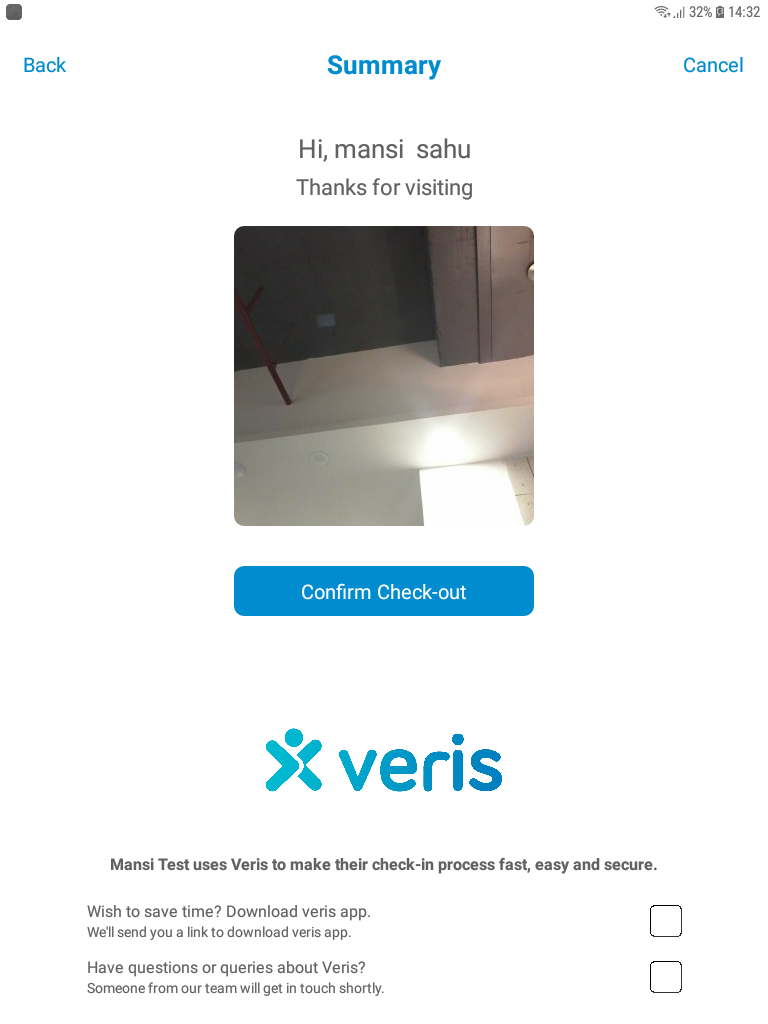 32% 14:32
Back Summary Cancel
Hi, mansi  sahu
Thanks for visiting
Confirm Check-out
veris
Mansi Test uses Veris to make their check-in process fast, easy and secure.
Wish to save time? Download veris app.
We'll send you a link to download veris app.
Have questions or queries about Veris?
Someone from our team will get in touch shortly.